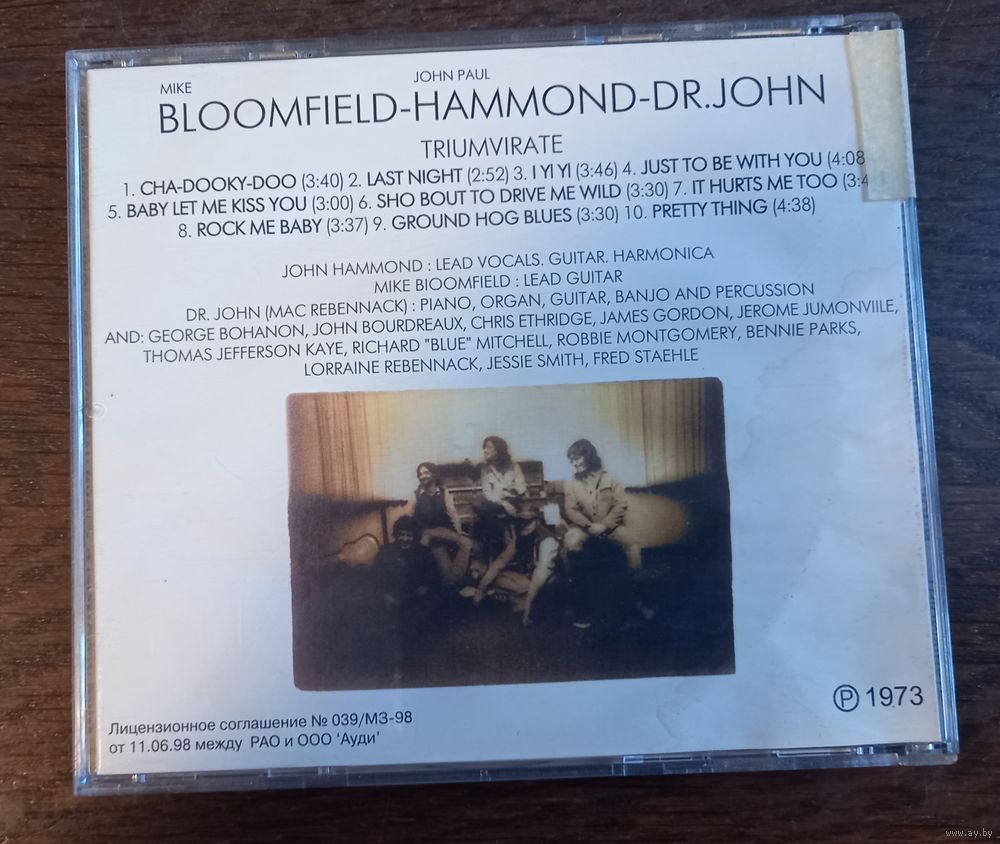 MIKE JOHN PAUL
BLOOMFIELD-HAMMOND-DR.JOHN
TRIUMVIRATE
1. CHA-DOOKY-DOO (3:40) 2. LAST NIGHT (2:52) 3. I YI YI (3:46) 4. JUST TO BE WITH YOU (4:08
5. BABY LET ME KISS YOU (3:00) 6. SHO BOUT TO DRIVE ME WILD (3:30) 7. IT HURTS ME TOO (3:4
8. ROCK ME BABY (3:37) 9. GROUND HOG BLUES (3:30) 10. PRETTY THING (4:38)
JOHN HAMMOND : LEAD VOCALS. GUITAR. HARMONICA
MIKE BIOOMFIELD : LEAD GUITAR
DR. JOHN (MAC REBENNACK) : PIANO, ORGAN, GUITAR, BANJO AND PERCUSSION
AND: GEORGE BOHANON, JOHN BOURDREAUX, CHRIS ETHRIDGE, JAMES GORDON, JEROME JUMONVIILE,
THOMAS JEFFERSON KAYE, RICHARD "BLUE" MITCHELL, ROBBIE MONTGOMERY, BENNIE PARKS,
LORRAINE REBENNACK, JESSIE SMITH, FRED STAEHLE
℗ 1973
Лицензионное соглашение № 039/МЗ-98
от 11.06.98 между РАО и ООО 'Ауди'
www.ay.by